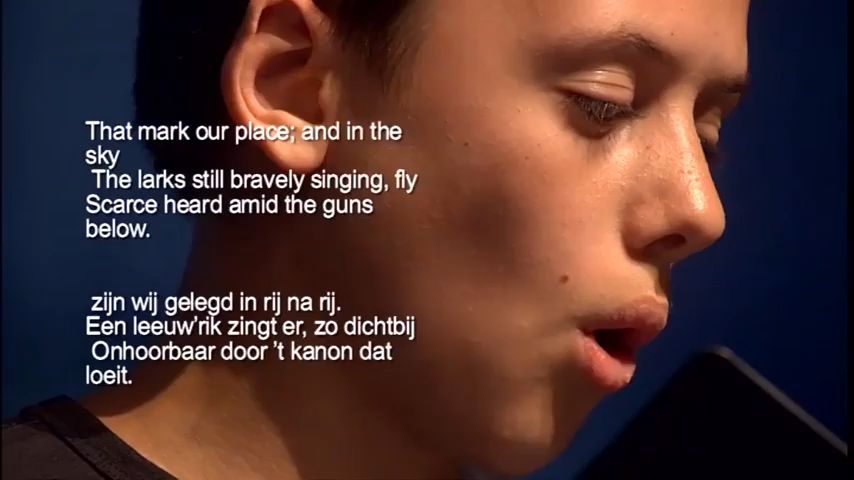 That mark our place; and in the
sky
The larks still bravely singing, fly
Scarce heard amid the guns
below.
zijn wij gelegd in rij na rij.
Een leeuw'rik zingt er, zo dichtbij
Onhoorbaar door 't kanon dat
loeit.